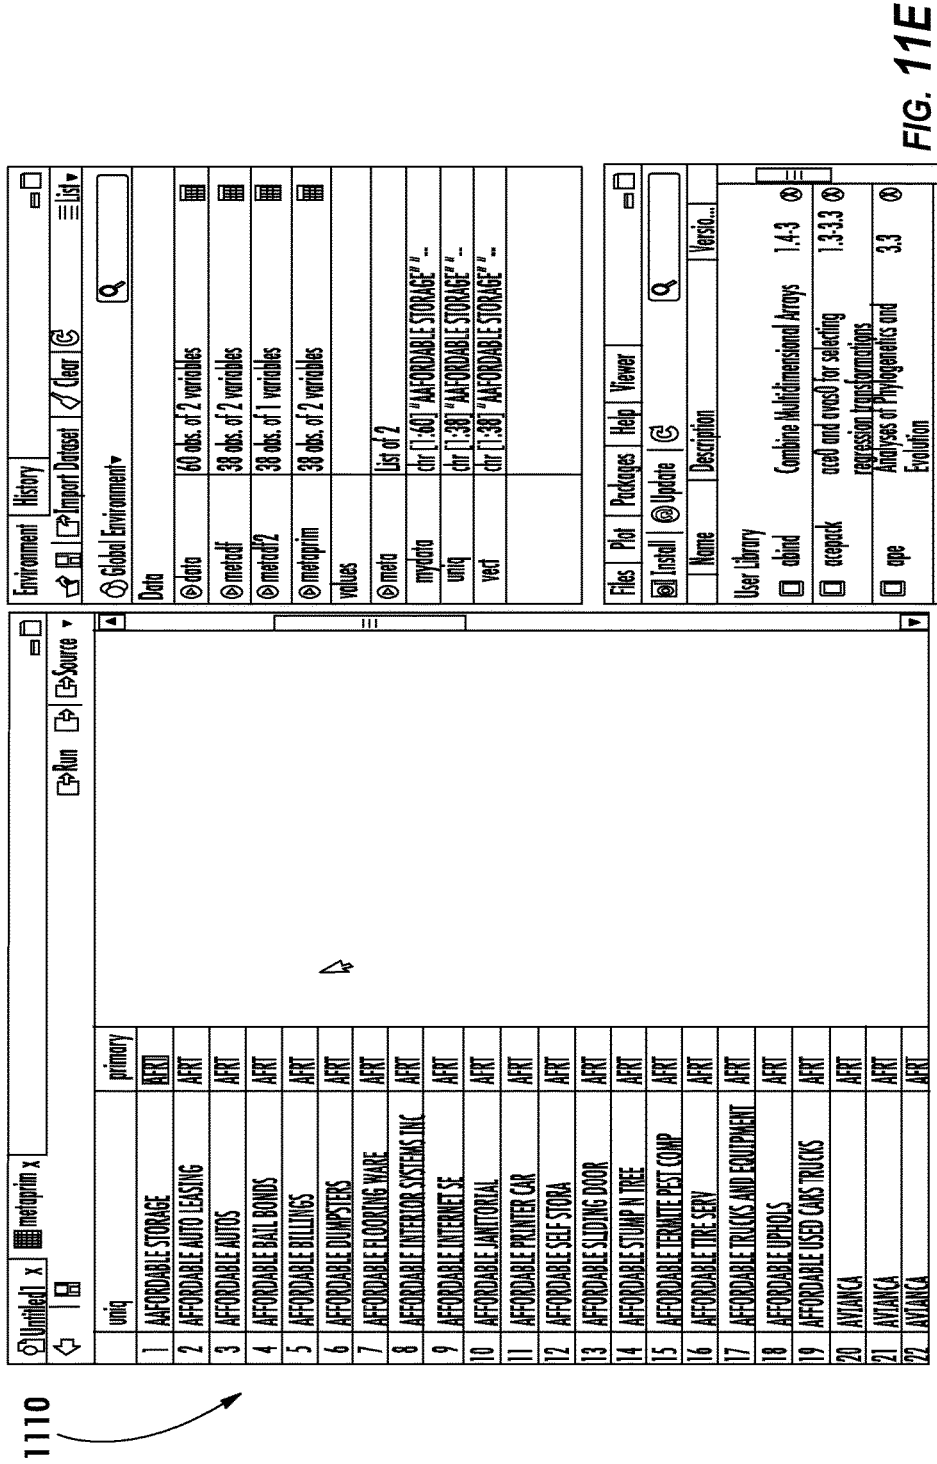 1110
Untitled1 x metaprim x
Run Source
uniq primary
1 AAFORDABLE STORAGE AFRT
2 AFFORDABLE AUTO LEASING AFRT
3 AFFORDABLE AUTOS AFRT
4 AFFORDABLE BAIL BONDS AFRT
5 AFFORDABLE BILLINGS AFRT
6 AFFORDABLE DUMPSTERS AFRT
7 AFFORDABLE FLOORING WARE AFRT
8 AFFORDABLE INTERIOR SYSTEMS INC AFRT
9 AFFORDABLE INTERNET SE AFRT
10 AFFORDABLE JANITORIAL AFRT
11 AFFORDABLE PRINTER CAR AFRT
12 AFFORDABLE SELF STORA AFRT
13 AFFORDABLE SLIDING DOOR AFRT
14 AFFORDABLE STUMP N TREE AFRT
15 AFFORDABLE TERMITE PEST COMP AFRT
16 AFFORDABLE TIRE SERV AFRT
17 AFFORDABLE TRUCKS AND EQUIPMENT AFRT
18 AFFORDABLE UPHOLS AFRT
19 AFFORDABLE USED CARS TRUCKS AFRT
20 AVIANCA AFRT
21 AVIANCA AFRT
22 AVIANCA AFRT
Environment History
Import Dataset Clear List
Global Environment
Data
data 60 obs. of 2 variables
metadf 38 obs. of 2 variables
metadf2 38 obs. of 1 variables
metaprim 38 obs. of 2 variables
values
meta List of 2
mydata chr [1:60] "AAFORDABLE STORAGE" "...
uniq chr [1:38] "AAFORDABLE STORAGE" "...
vect chr [1:38] "AAFORDABLE STORAGE" "...
Files Plot Packages Help Viewer
Install Update
Name Description Versio...
User Library
abind Combine Multidimensional Arrays 1.4-3
acepack ace() and avas() for selecting 1.3-3.3
regression transformations
ape Analyses of Phylogenetics and 3.3
Evolution
FIG. 11E